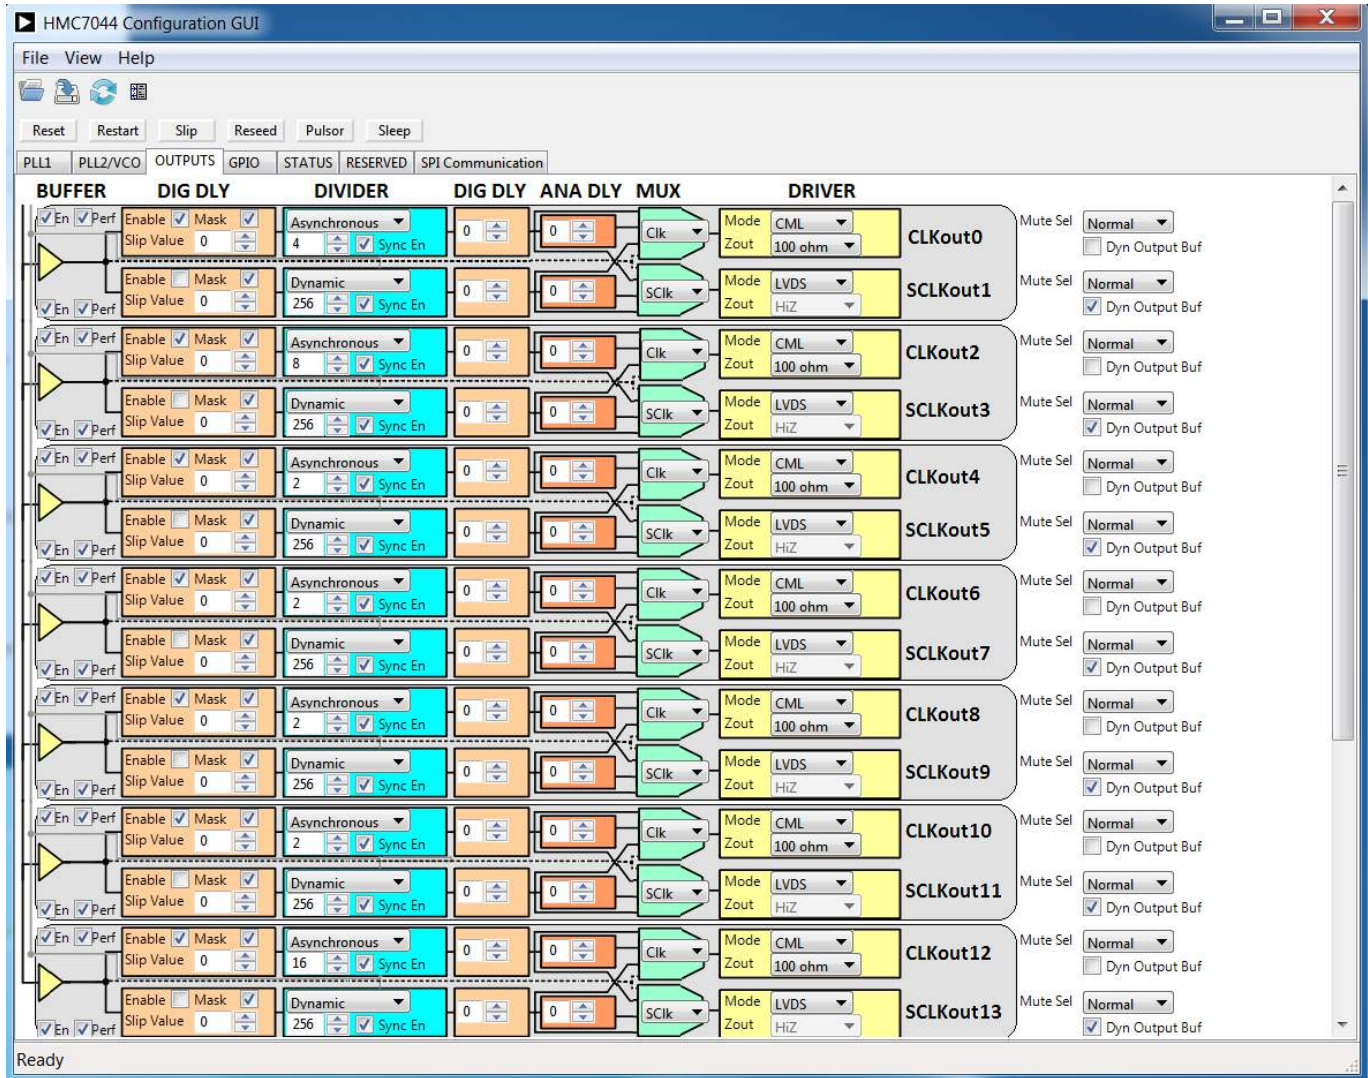 HMC7044 Configuration GUI
File View Help
Reset Restart Slip Reseed Pulsor Sleep
PLL1 PLL2/VCO OUTPUTS GPIO STATUS RESERVED SPI Communication
BUFFER DIG DLY DIVIDER DIG DLY ANA DLY MUX DRIVER
En Perf Enable Mask Asynchronous 0 0 Clk Mode CML CLKout0 Mute Sel Normal
Slip Value 0 4 Sync En Zout 100 ohm Dyn Output Buf
Enable Mask Dynamic 0 0 SClk Mode LVDS SCLKout1 Mute Sel Normal
En Perf Slip Value 0 256 Sync En Zout HiZ Dyn Output Buf
En Perf Enable Mask Asynchronous 0 0 Clk Mode CML CLKout2 Mute Sel Normal
Slip Value 0 8 Sync En Zout 100 ohm Dyn Output Buf
Enable Mask Dynamic 0 0 SClk Mode LVDS SCLKout3 Mute Sel Normal
En Perf Slip Value 0 256 Sync En Zout HiZ Dyn Output Buf
En Perf Enable Mask Asynchronous 0 0 Clk Mode CML CLKout4 Mute Sel Normal
Slip Value 0 2 Sync En Zout 100 ohm Dyn Output Buf
Enable Mask Dynamic 0 0 SClk Mode LVDS SCLKout5 Mute Sel Normal
En Perf Slip Value 0 256 Sync En Zout HiZ Dyn Output Buf
En Perf Enable Mask Asynchronous 0 0 Clk Mode CML CLKout6 Mute Sel Normal
Slip Value 0 2 Sync En Zout 100 ohm Dyn Output Buf
Enable Mask Dynamic 0 0 SClk Mode LVDS SCLKout7 Mute Sel Normal
En Perf Slip Value 0 256 Sync En Zout HiZ Dyn Output Buf
En Perf Enable Mask Asynchronous 0 0 Clk Mode CML CLKout8 Mute Sel Normal
Slip Value 0 2 Sync En Zout 100 ohm Dyn Output Buf
Enable Mask Dynamic 0 0 SClk Mode LVDS SCLKout9 Mute Sel Normal
En Perf Slip Value 0 256 Sync En Zout HiZ Dyn Output Buf
En Perf Enable Mask Asynchronous 0 0 Clk Mode CML CLKout10 Mute Sel Normal
Slip Value 0 2 Sync En Zout 100 ohm Dyn Output Buf
Enable Mask Dynamic 0 0 SClk Mode LVDS SCLKout11 Mute Sel Normal
En Perf Slip Value 0 256 Sync En Zout HiZ Dyn Output Buf
En Perf Enable Mask Asynchronous 0 0 Clk Mode CML CLKout12 Mute Sel Normal
Slip Value 0 16 Sync En Zout 100 ohm Dyn Output Buf
Enable Mask Dynamic 0 0 SClk Mode LVDS SCLKout13 Mute Sel Normal
En Perf Slip Value 0 256 Sync En Zout HiZ Dyn Output Buf
Ready